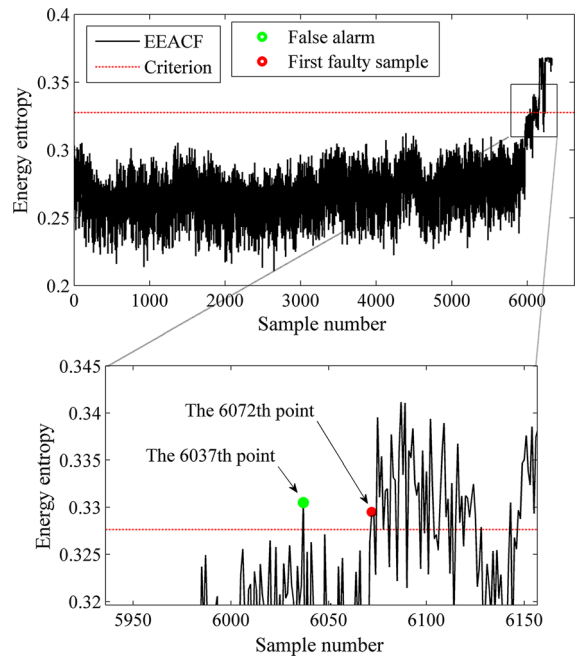 0.4
EEACF
Criterion
False alarm
First faulty sample
0.35
0.3
0.25
0.2
Energy entropy
0 1000 2000 3000 4000 5000 6000
Sample number
0.345
0.34
0.335
0.33
0.325
0.32
Energy entropy
The 6072th point
The 6037th point
5950 6000 6050 6100 6150
Sample number